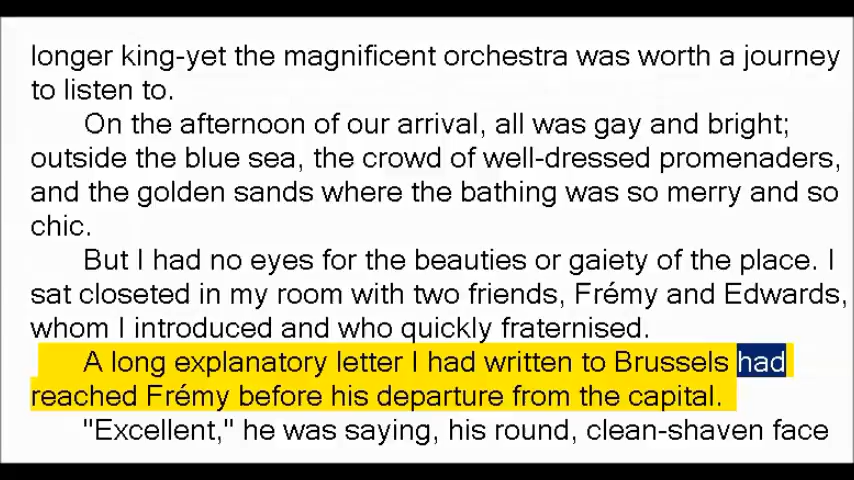 longer king-yet the magnificent orchestra was worth a journey
to listen to.
On the afternoon of our arrival, all was gay and bright;
outside the blue sea, the crowd of well-dressed promenaders,
and the golden sands where the bathing was so merry and so
chic.
But I had no eyes for the beauties or gaiety of the place. I
sat closeted in my room with two friends, Frémy and Edwards,
whom I introduced and who quickly fraternised.
A long explanatory letter I had written to Brussels had
reached Frémy before his departure from the capital.
"Excellent," he was saying, his round, clean-shaven face